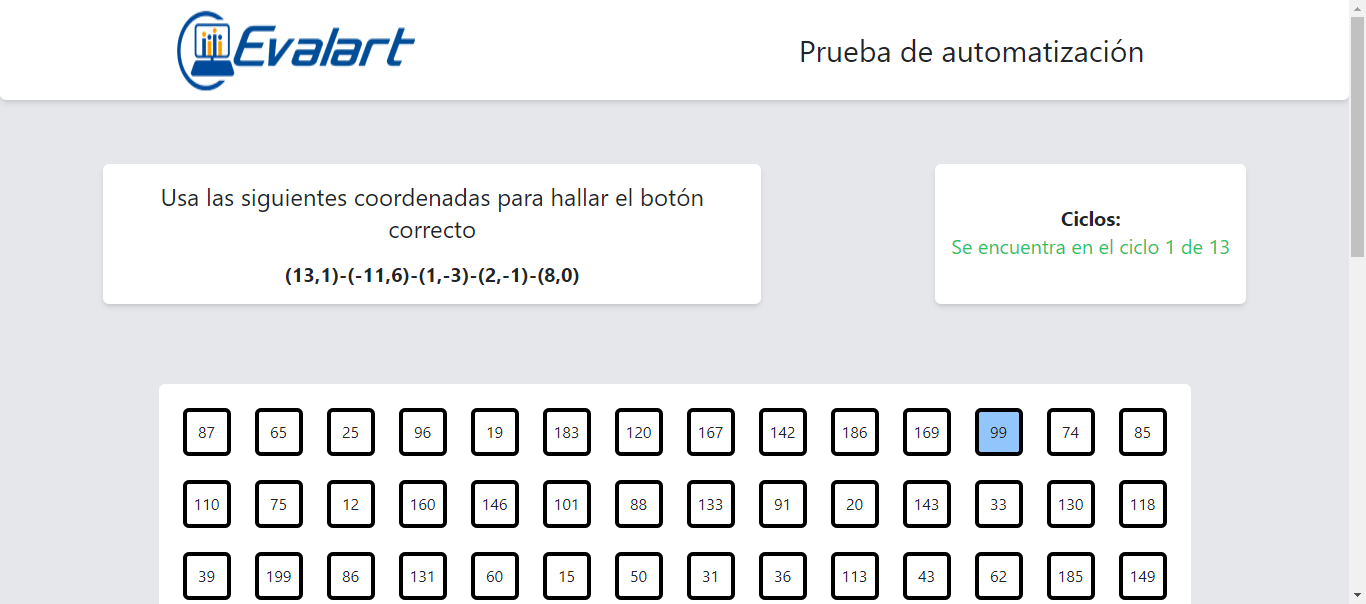 Evalart
Prueba de automatización
Usa las siguientes coordenadas para hallar el botón
correcto
(13,1)-(-11,6)-(1,-3)-(2,-1)-(8,0)
Ciclos:
Se encuentra en el ciclo 1 de 13
87 65 25 96 19 183 120 167 142 186 169 99 74 85
110 75 12 160 146 101 88 133 91 20 143 33 130 118
39 199 86 131 60 15 50 31 36 113 43 62 185 149